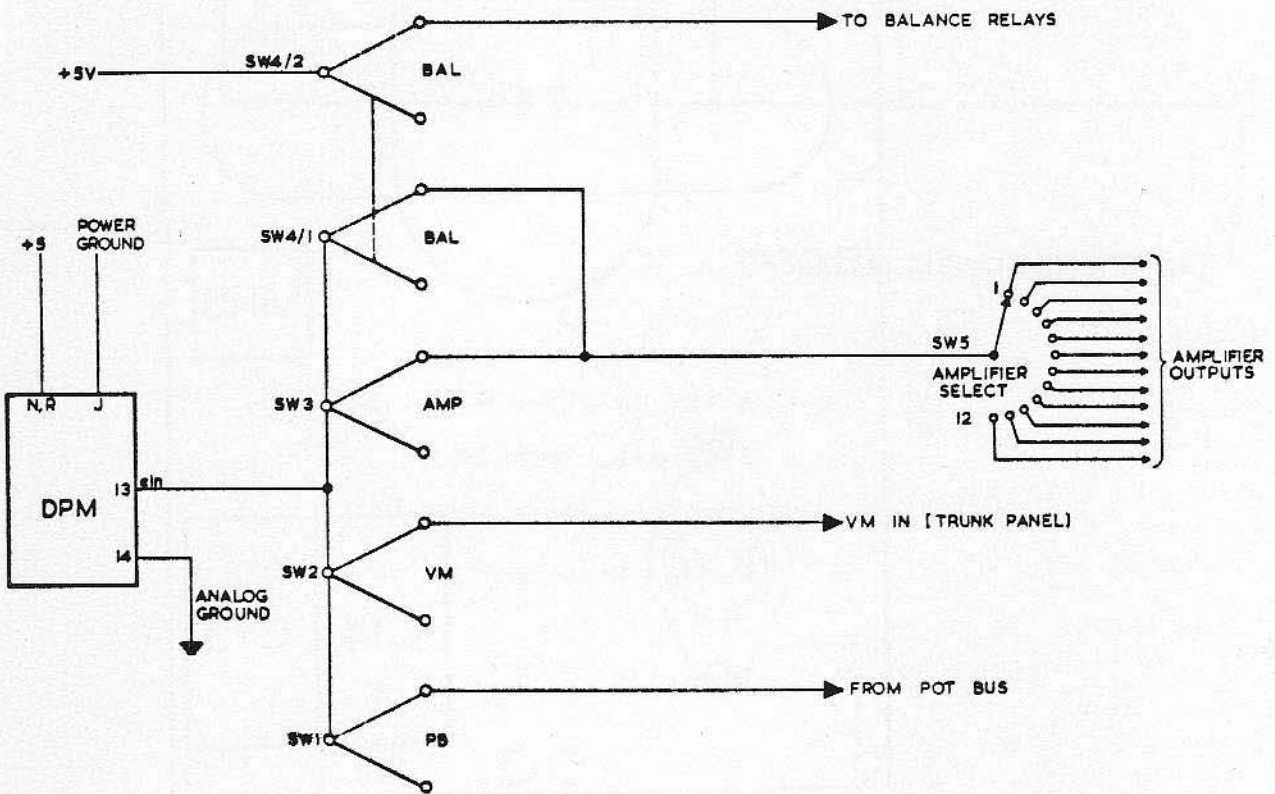 TO BALANCE RELAYS
SW4/2
+5V
BAL
SW4/1
BAL
+5
POWER
GROUND
1
SW5
AMPLIFIER
SELECT
AMPLIFIER
OUTPUTS
12
SW3
AMP
N,R
J
13
ein
DPM
14
ANALOG
GROUND
SW2
VM
VM IN [TRUNK PANEL]
SW1
PB
FROM POT BUS